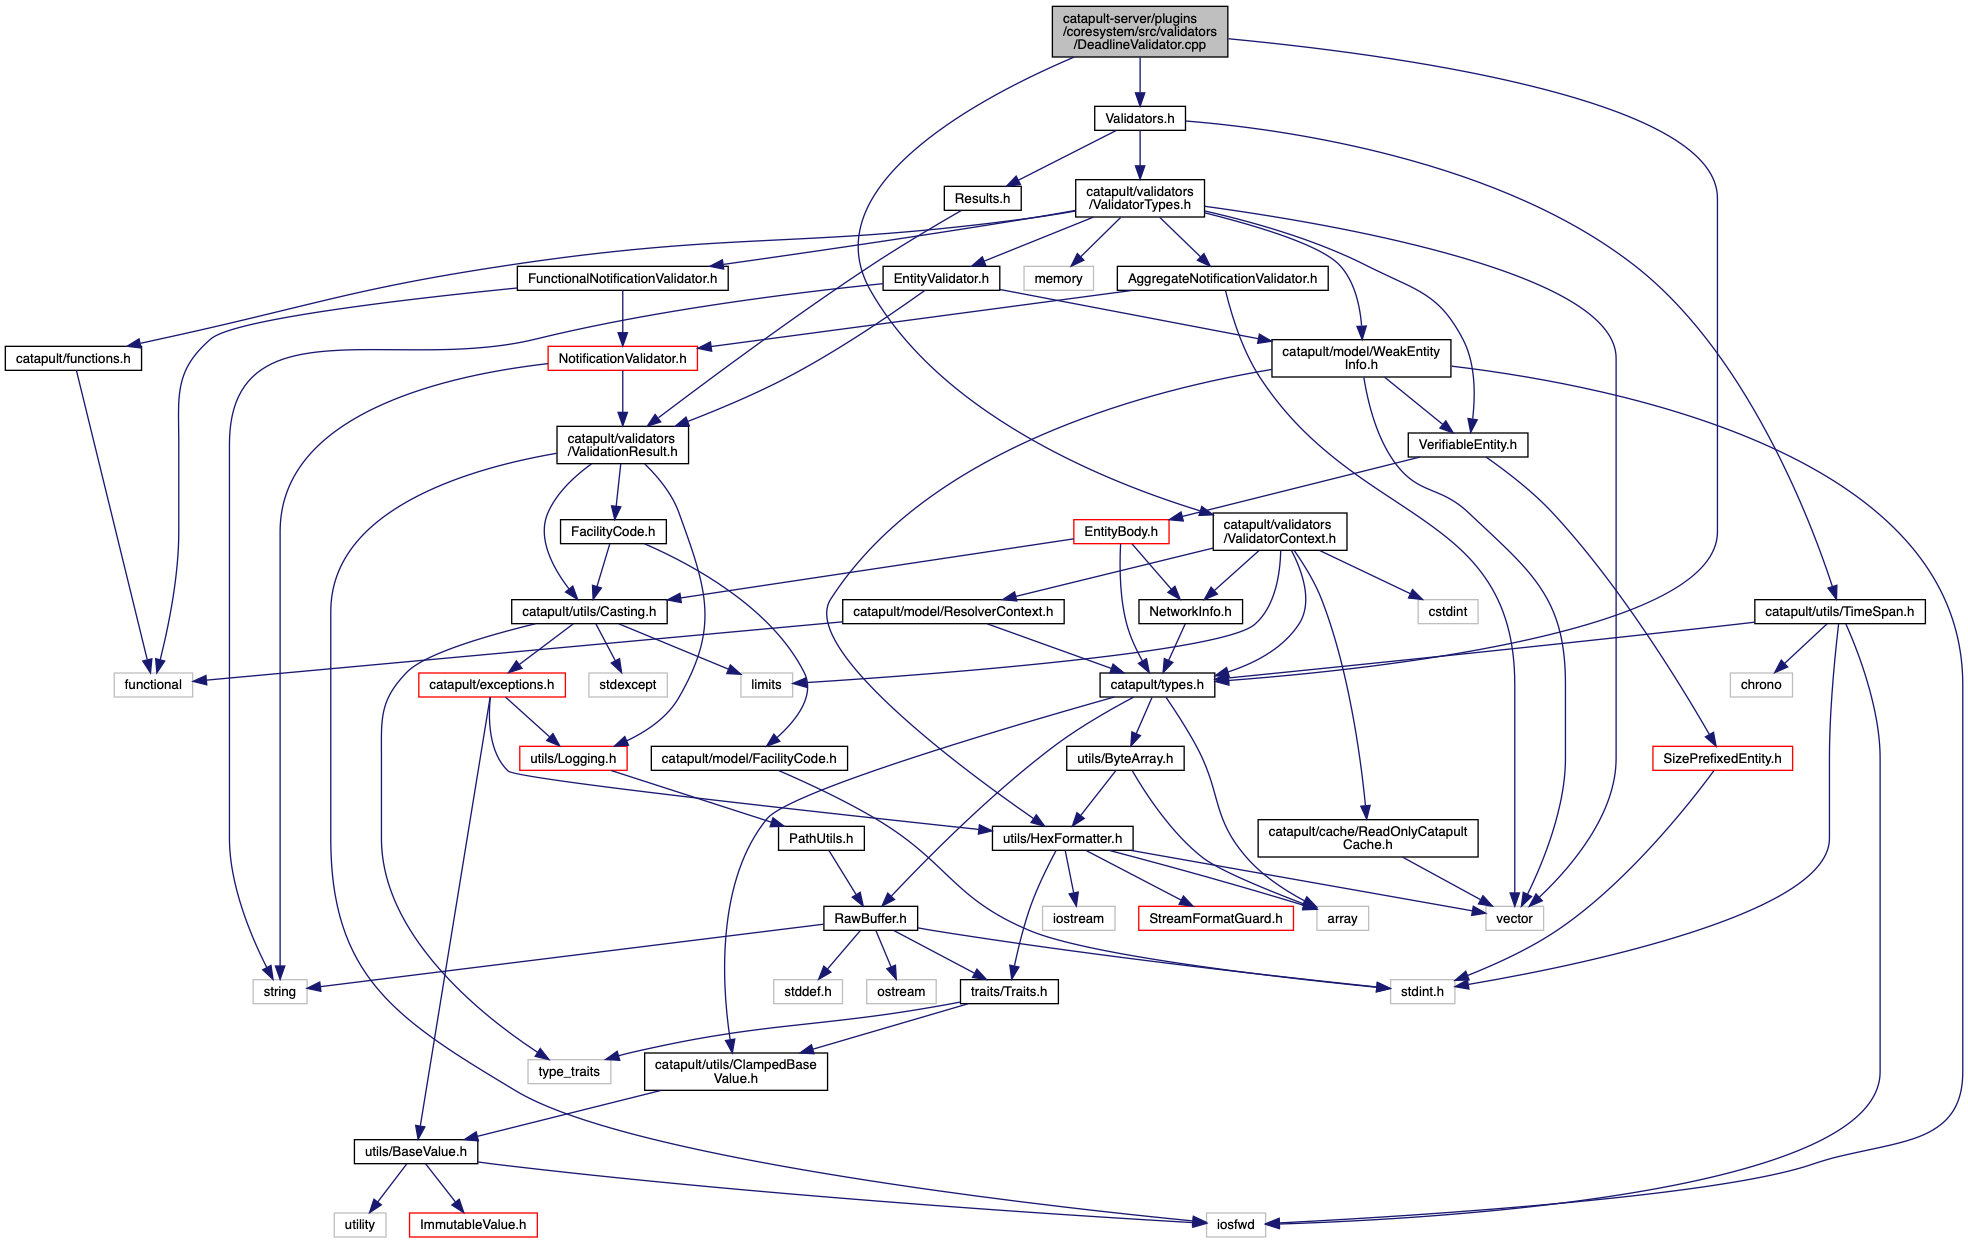 catapult-server/plugins
/coresystem/src/validators
/DeadlineValidator.cpp
Validators.h
Results.h
catapult/validators
/ValidatorTypes.h
FunctionalNotificationValidator.h
EntityValidator.h
memory
AggregateNotificationValidator.h
catapult/functions.h
NotificationValidator.h
catapult/model/WeakEntity
Info.h
catapult/validators
/ValidationResult.h
VerifiableEntity.h
FacilityCode.h
EntityBody.h
catapult/validators
/ValidatorContext.h
catapult/utils/Casting.h
catapult/model/ResolverContext.h
NetworkInfo.h
cstdint
catapult/utils/TimeSpan.h
functional
catapult/exceptions.h
stdexcept
limits
catapult/types.h
chrono
utils/Logging.h
catapult/model/FacilityCode.h
utils/ByteArray.h
SizePrefixedEntity.h
PathUtils.h
utils/HexFormatter.h
catapult/cache/ReadOnlyCatapult
Cache.h
RawBuffer.h
iostream
StreamFormatGuard.h
array
vector
string
stddef.h
ostream
traits/Traits.h
stdint.h
type_traits
catapult/utils/ClampedBase
Value.h
utils/BaseValue.h
utility
ImmutableValue.h
iosfwd